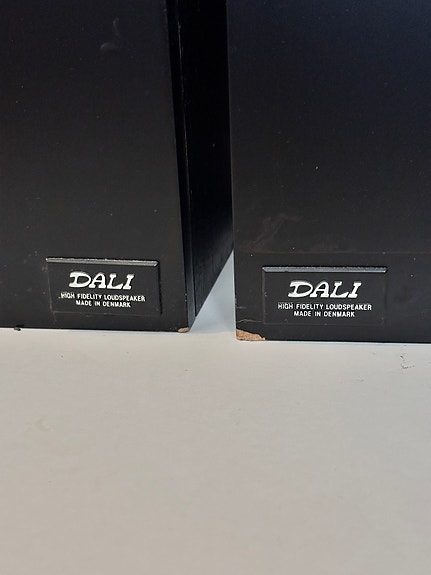 DALI
HIGH FIDELITY LOUDSPEAKER
MADE IN DENMARK
DALI
HIGH FIDELITY LOUDSPEAKER
MADE IN DENMARK